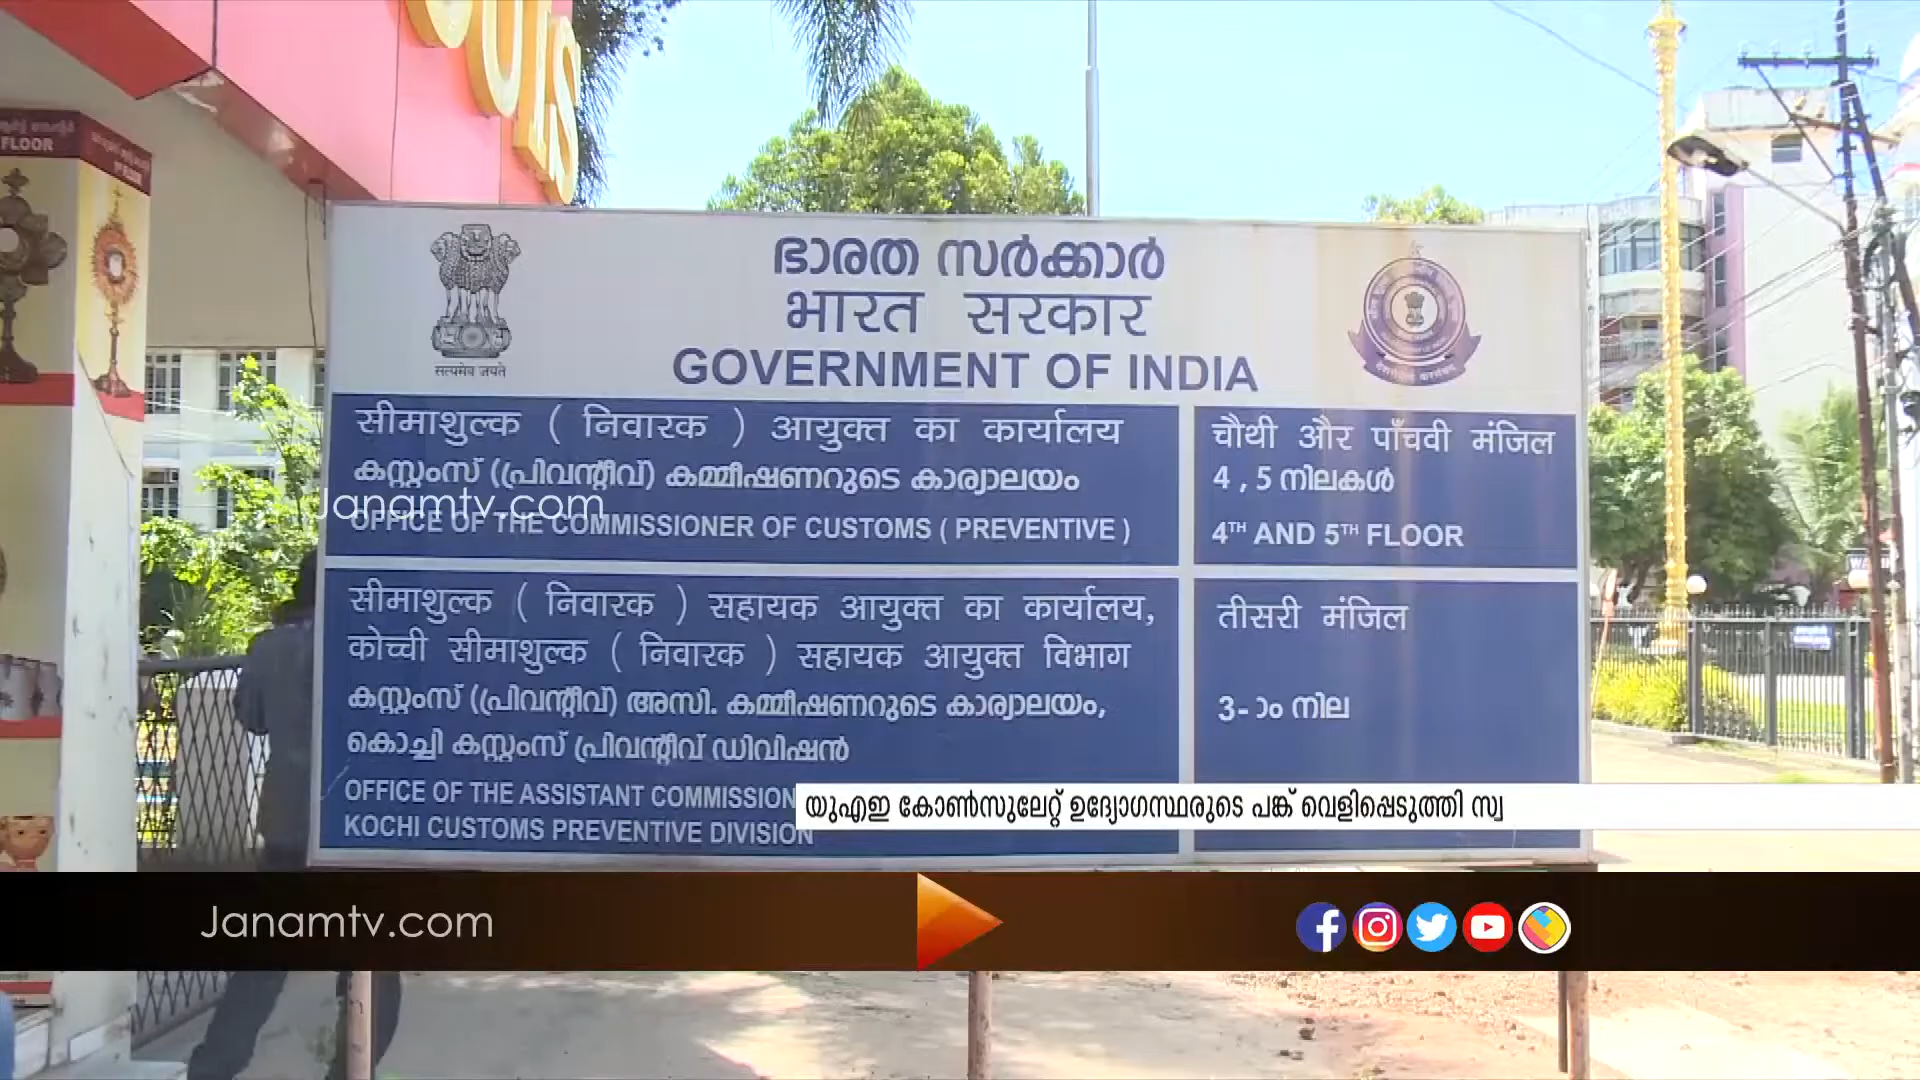 OULS
FLOOR
ഭാരത സർക്കാർ
भारत सरकार
GOVERNMENT OF INDIA
सत्यमेव जयते
सीमाशुल्क ( निवारक ) आयुक्त का कार्यालय
കസ്റ്റംസ് (പ്രിവന്റീവ്) കമ്മീഷണറുടെ കാര്യാലയം
OFFICE OF THE COMMISSIONER OF CUSTOMS ( PREVENTIVE )
चौथी और पाँचवी मंजिल
4 , 5 നിലകൾ
4TH AND 5TH FLOOR
Janamtv.com
सीमाशुल्क ( निवारक ) सहायक आयुक्त का कार्यालय,
कोच्ची सीमाशुल्क ( निवारक ) सहायक आयुक्त विभाग
കസ്റ്റംസ് (പ്രിവന്റീവ്) അസി. കമ്മീഷണറുടെ കാര്യാലയം,
കൊച്ചി കസ്റ്റംസ് പ്രിവന്റീവ് ഡിവിഷൻ
OFFICE OF THE ASSISTANT COMMISSION
KOCHI CUSTOMS PREVENTIVE DIVISION
तीसरी मंजिल
3-ാം നില
യുഎഇ കോൺസുലേറ്റ് ഉദ്യോഗസ്ഥരുടെ പങ്ക് വെളിപ്പെടുത്തി സ്വ
Janamtv.com